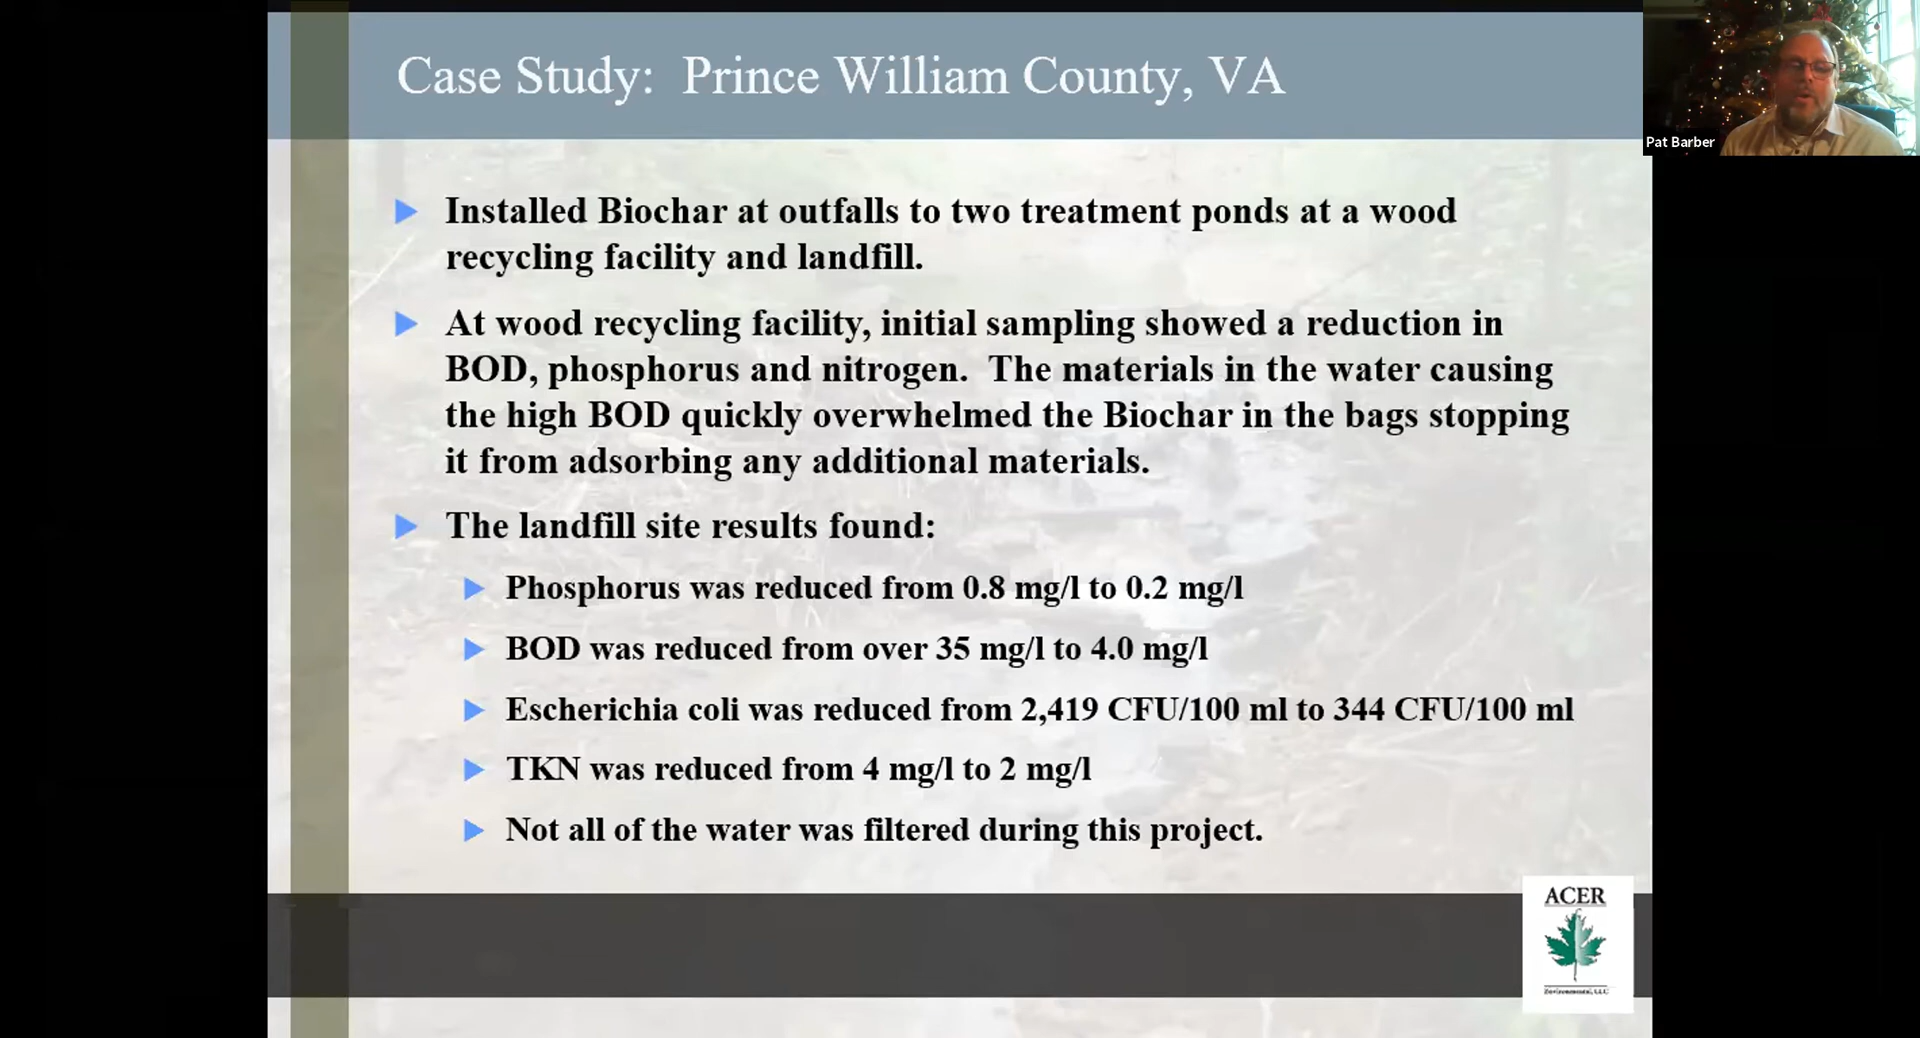 Case Study:  Prince William County, VA
Pat Barber
Installed Biochar at outfalls to two treatment ponds at a wood
recycling facility and landfill.
At wood recycling facility, initial sampling showed a reduction in
BOD, phosphorus and nitrogen.  The materials in the water causing
the high BOD quickly overwhelmed the Biochar in the bags stopping
it from adsorbing any additional materials.
The landfill site results found:
Phosphorus was reduced from 0.8 mg/l to 0.2 mg/l
BOD was reduced from over 35 mg/l to 4.0 mg/l
Escherichia coli was reduced from 2,419 CFU/100 ml to 344 CFU/100 ml
TKN was reduced from 4 mg/l to 2 mg/l
Not all of the water was filtered during this project.
ACER
Environmental, LLC